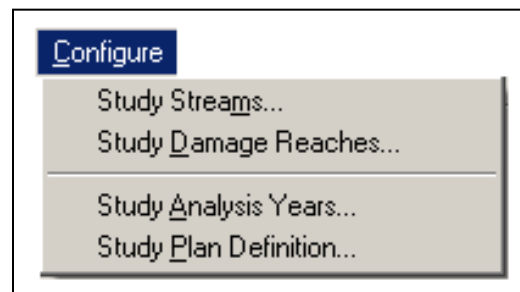 Configure
Study Streams...
Study Damage Reaches...
Study Analysis Years...
Study Plan Definition...